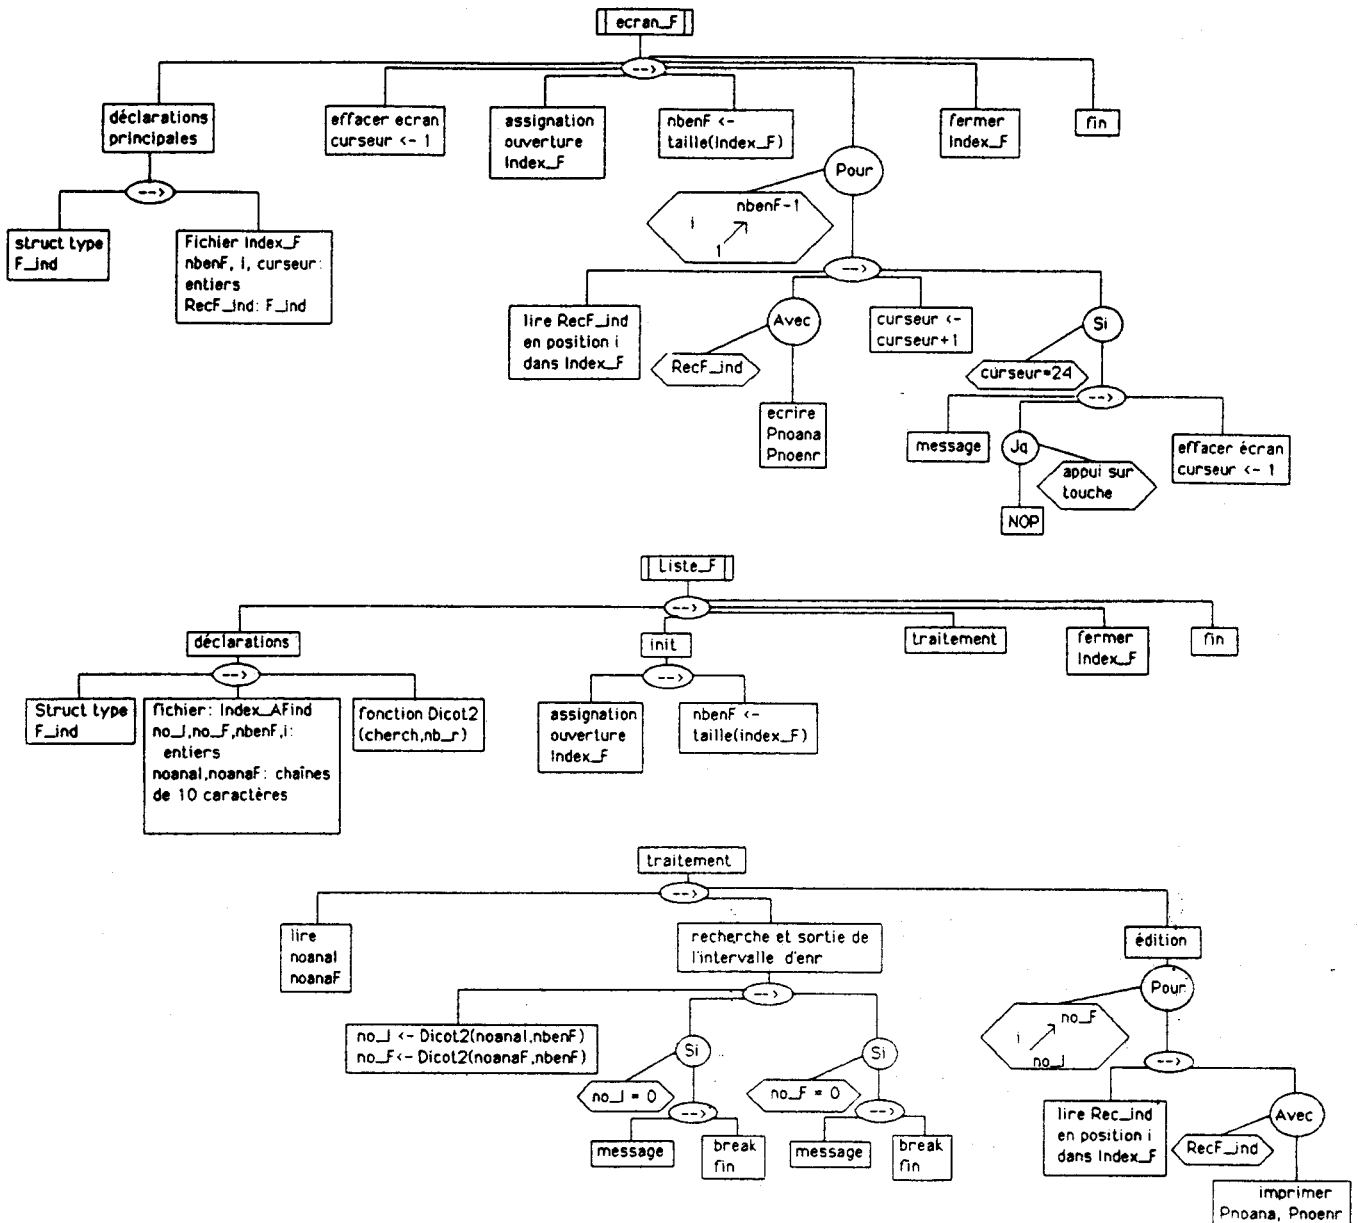 ecran_F
-->
déclarations
principales
effacer ecran
curseur <- 1
assignation
ouverture
Index_F
nbenF <-
taille(Index_F)
fermer
Index_F
fin
-->
Pour
nbenF-1
i
1
struct type
F_ind
Fichier Index_F
nbenF, i, curseur:
entiers
RecF_ind: F_ind
-->
lire RecF_ind
en position i
dans Index_F
Avec
RecF_ind
ecrire
Pnoana
Pnoenr
curseur <-
curseur+1
Si
curseur=24
-->
message
Jq
appui sur
touche
NOP
effacer écran
curseur <- 1
Liste_F
-->
déclarations
init
traitement
fermer
Index_F
fin
-->
-->
Struct type
F_ind
fichier: Index_AFind
no_I,no_F,nbenF,i:
entiers
noanaI,noanaF: chaînes
de 10 caractères
fonction Dicot2
(cherch,nb_r)
assignation
ouverture
Index_F
nbenF <-
taille(index_F)
traitement
-->
lire
noanaI
noanaF
recherche et sortie de
l'intervalle d'enr
édition
-->
Pour
no_F
i
no_I
no_I <- Dicot2(noanaI,nbenF)
no_F<- Dicot2(noanaF,nbenF)
Si
no_I = 0
-->
message
break
fin
Si
no_F = 0
-->
message
break
fin
-->
lire Rec_ind
en position i
dans Index_F
Avec
RecF_ind
imprimer
Pnoana, Pnoenr